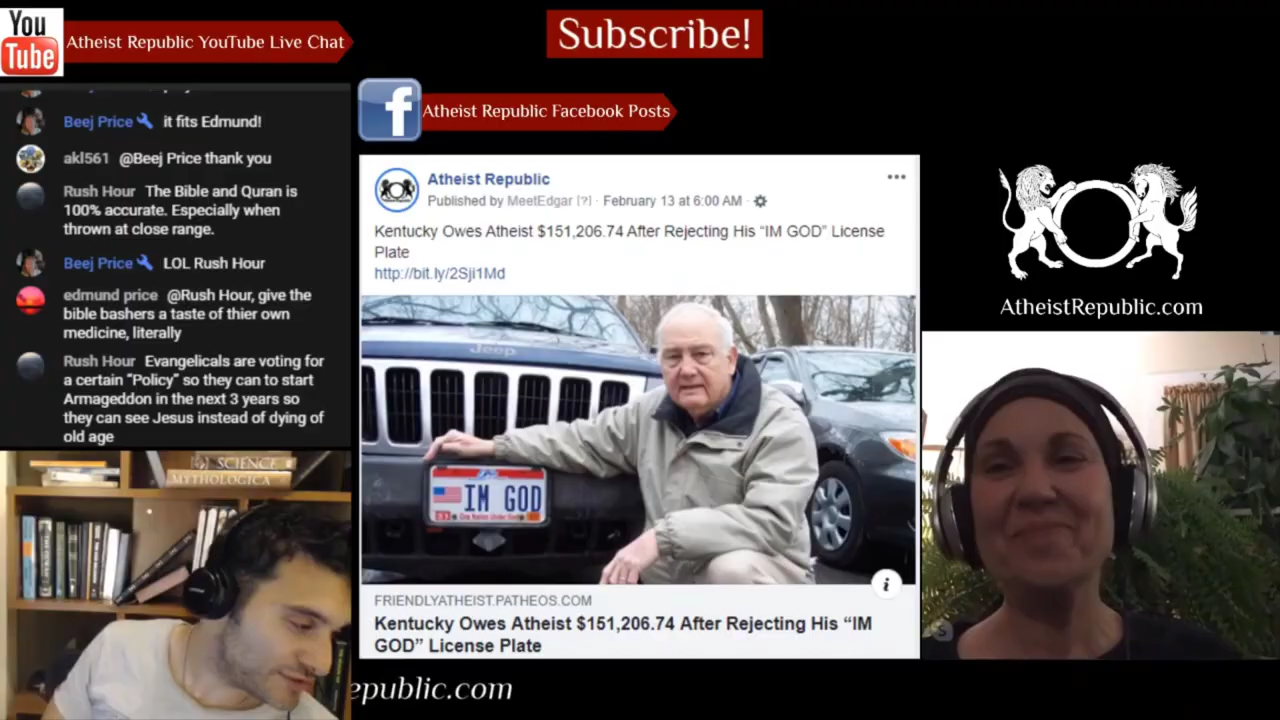 You
Tube
Atheist Republic YouTube Live Chat
Subscribe!
Beej Price it fits Edmund!
akl561 @Beej Price thank you
Rush Hour The Bible and Quran is
100% accurate. Especially when
thrown at close range.
Beej Price LOL Rush Hour
edmund price @Rush Hour, give the
bible bashers a taste of thier own
medicine, literally
Rush Hour Evangelicals are voting for
a certain "Policy" so they can to start
Armageddon in the next 3 years so
they can see Jesus instead of dying of
old age
f
Atheist Republic Facebook Posts
Atheist Republic
Published by MeetEdgar [?] · February 13 at 6:00 AM ·
Kentucky Owes Atheist $151,206.74 After Rejecting His “IM GOD” License
Plate
http://bit.ly/2Sji1Md
Jeep
IM GOD
FRIENDLYATHEIST.PATHEOS.COM
Kentucky Owes Atheist $151,206.74 After Rejecting His “IM
GOD” License Plate
AtheistRepublic.com
SCIENCE
MYTHOLOGICA
epublic.com